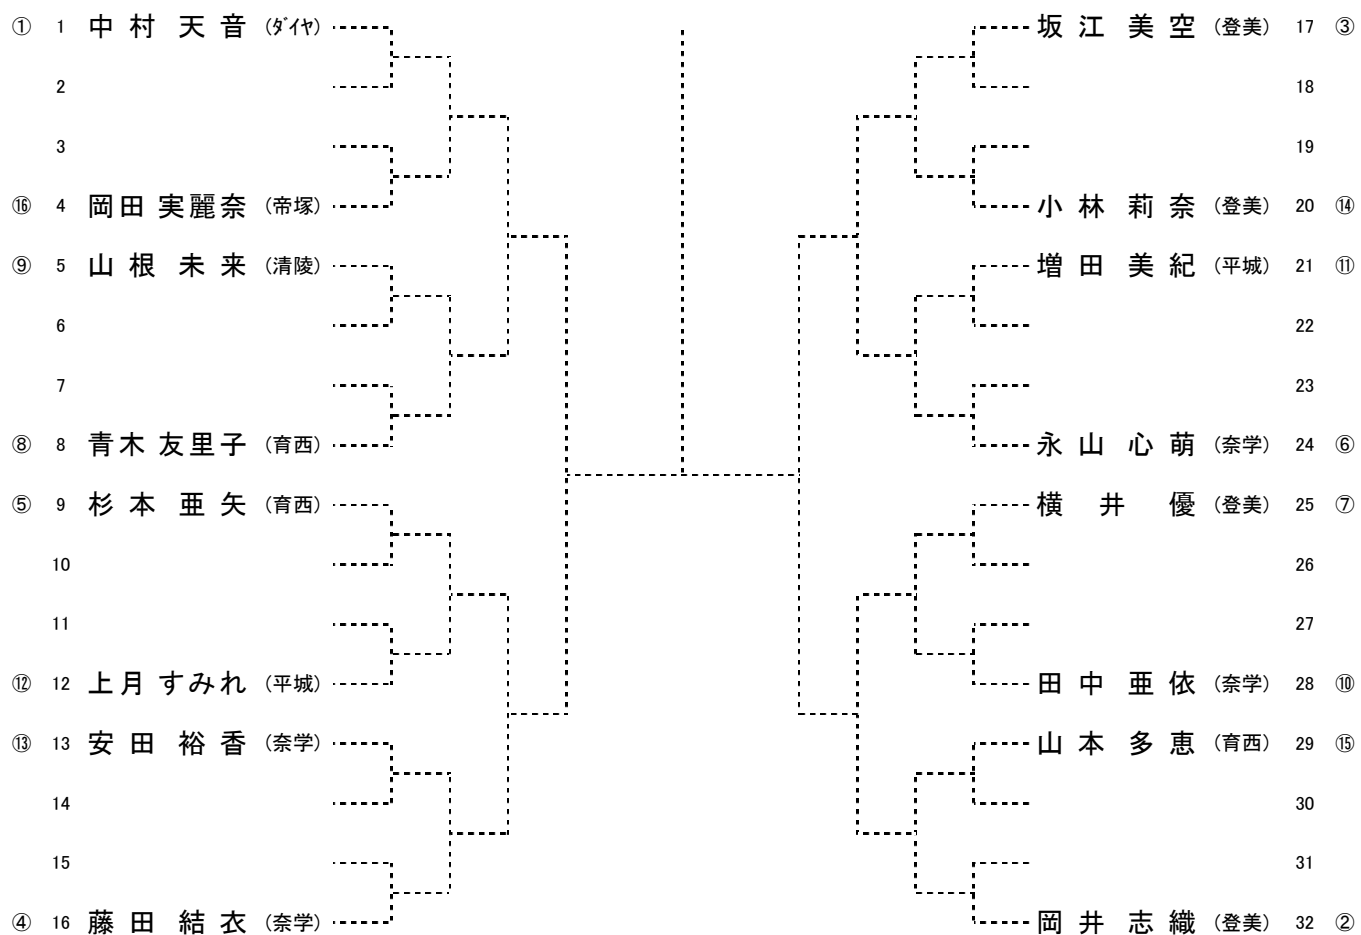 ① 1 中村 天音 (ダイヤ)
2
3
⑯ 4 岡田 実麗奈 (帝塚)
⑨ 5 山根 未来 (清陵)
6
7
⑧ 8 青木 友里子 (育西)
⑤ 9 杉本 亜矢 (育西)
10
11
⑫ 12 上月 すみれ (平城)
⑬ 13 安田 裕香 (奈学)
14
15
④ 16 藤田 結衣 (奈学)
坂江 美空 (登美) 17 ③
18
19
小林 莉奈 (登美) 20 ⑭
増田 美紀 (平城) 21 ⑪
22
23
永山 心萌 (奈学) 24 ⑥
横井 優 (登美) 25 ⑦
26
27
田中 亜依 (奈学) 28 ⑩
山本 多恵 (育西) 29 ⑮
30
31
岡井 志織 (登美) 32 ②